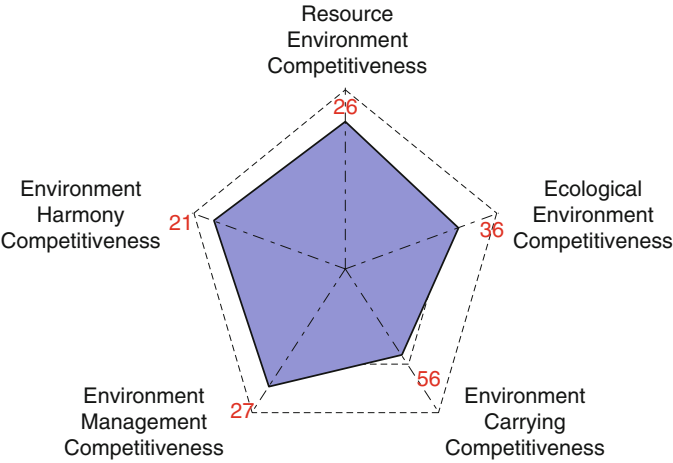 Resource
Environment
Competitiveness
26
Environment
Harmony
Competitiveness
21
Ecological
Environment
Competitiveness
36
Environment
Management
Competitiveness
27
56
Environment
Carrying
Competitiveness